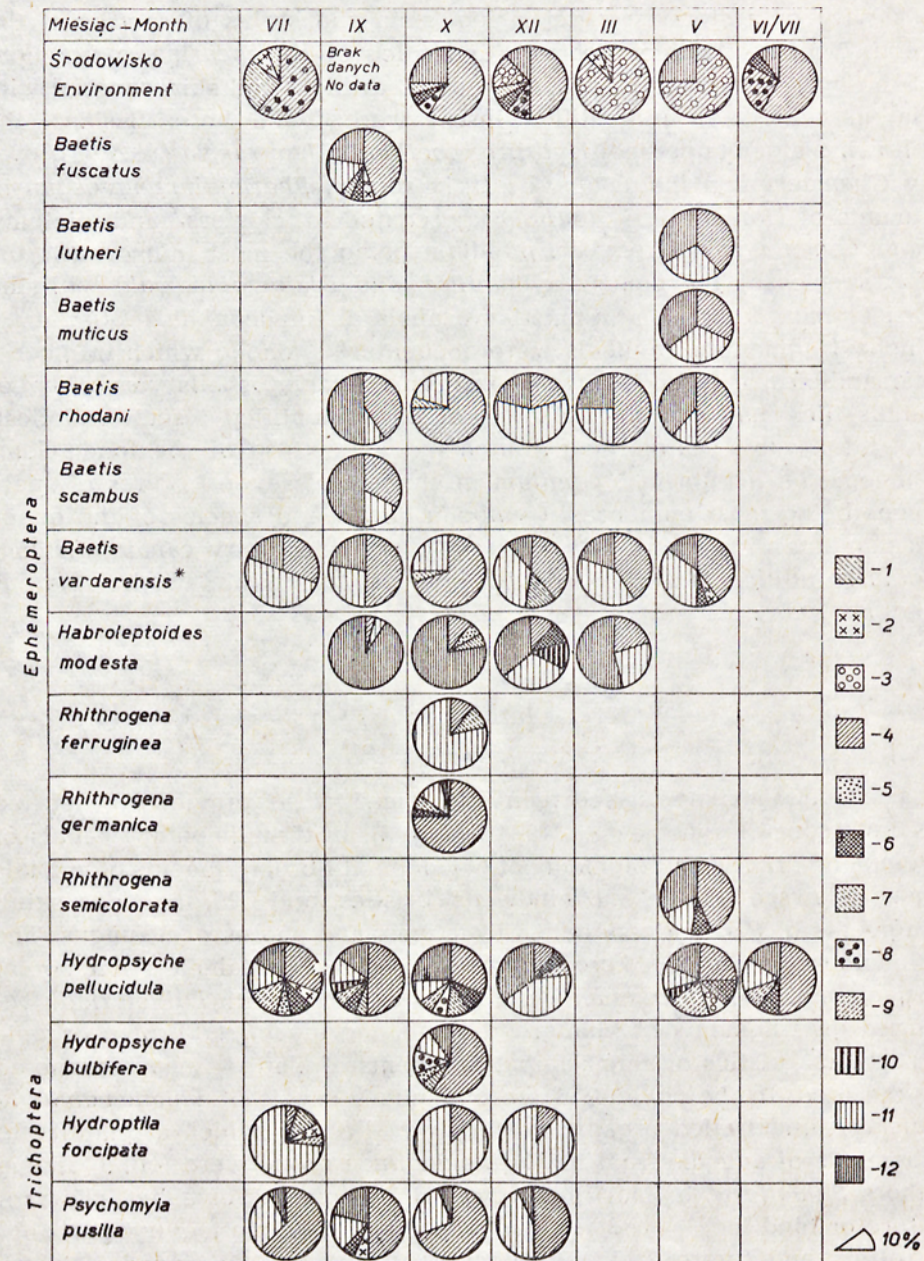 Miesiąc – Month VII IX X XII III V VI/VII
Środowisko
Environment
Brak
danych
No data
Baetis
fuscatus
Baetis
lutheri
Baetis
muticus
Baetis
rhodani
Baetis
scambus
Baetis
vardarensis*
Habroleptoides
modesta
Rhithrogena
ferruginea
Rhithrogena
germanica
Rhithrogena
semicolorata
Hydropsyche
pellucidula
Hydropsyche
bulbifera
Hydroptila
forcipata
Psychomyia
pusilla
Ephemeroptera
Trichoptera
-1
-2
-3
-4
-5
-6
-7
-8
-9
-10
-11
-12
10%